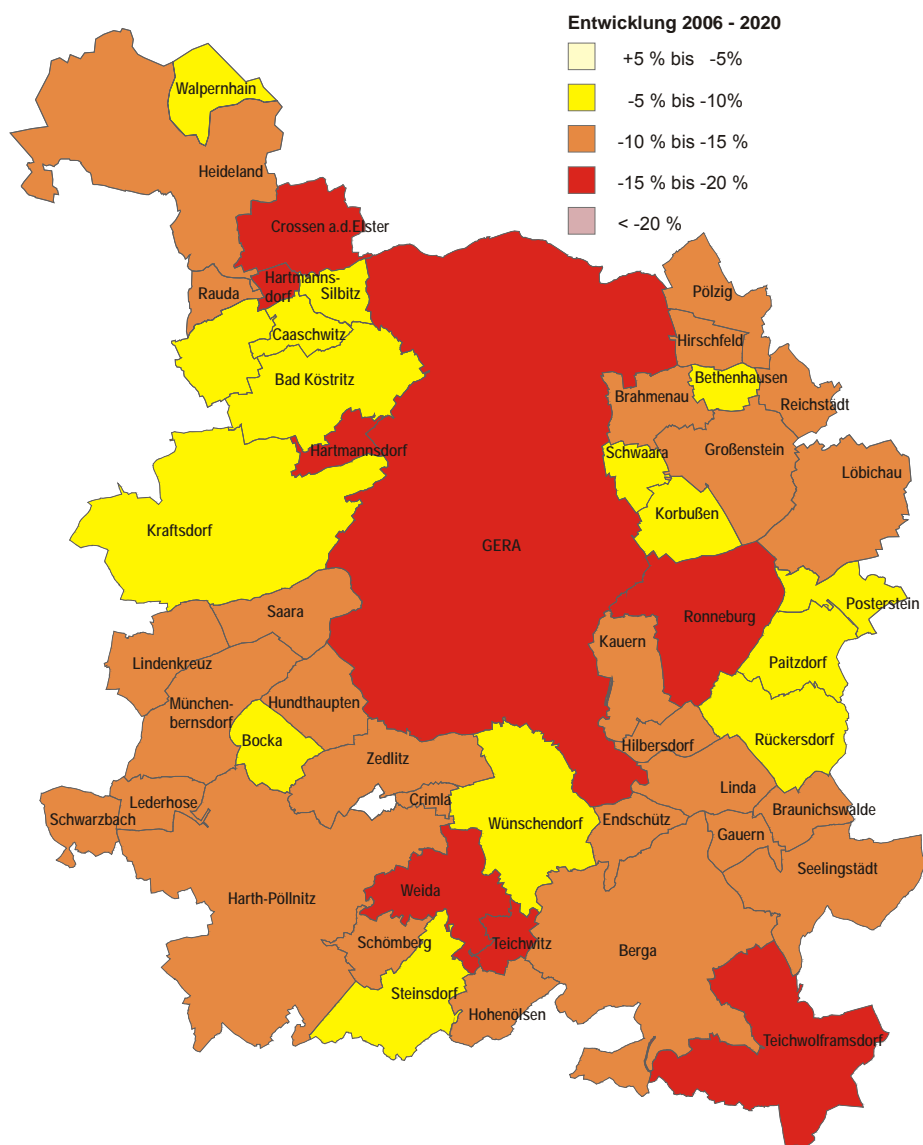 Entwicklung 2006 - 2020
+5 % bis -5%
-5 % bis -10%
-10 % bis -15 %
-15 % bis -20 %
< -20 %
Walpernhain
Heideland
Crossen a.d.Elster
Hartmanns-
dorf
Silbitz
Rauda
Caaschwitz
Bad Köstritz
Pölzig
Hirschfeld
Bethenhausen
Brahmenau
Reichstädt
Hartmannsdorf
Schwaara
Großenstein
Löbichau
Korbußen
Kraftsdorf
GERA
Posterstein
Saara
Ronneburg
Kauern
Lindenkreuz
Paitzdorf
München-
bernsdorf
Hundthaupten
Bocka
Hilbersdorf
Rückersdorf
Zedlitz
Linda
Lederhose
Crimla
Braunichswalde
Schwarzbach
Wünschendorf
Endschütz
Gauern
Seelingstädt
Weida
Harth-Pöllnitz
Schömberg
Teichwitz
Berga
Steinsdorf
Hohenölsen
Teichwolframsdorf